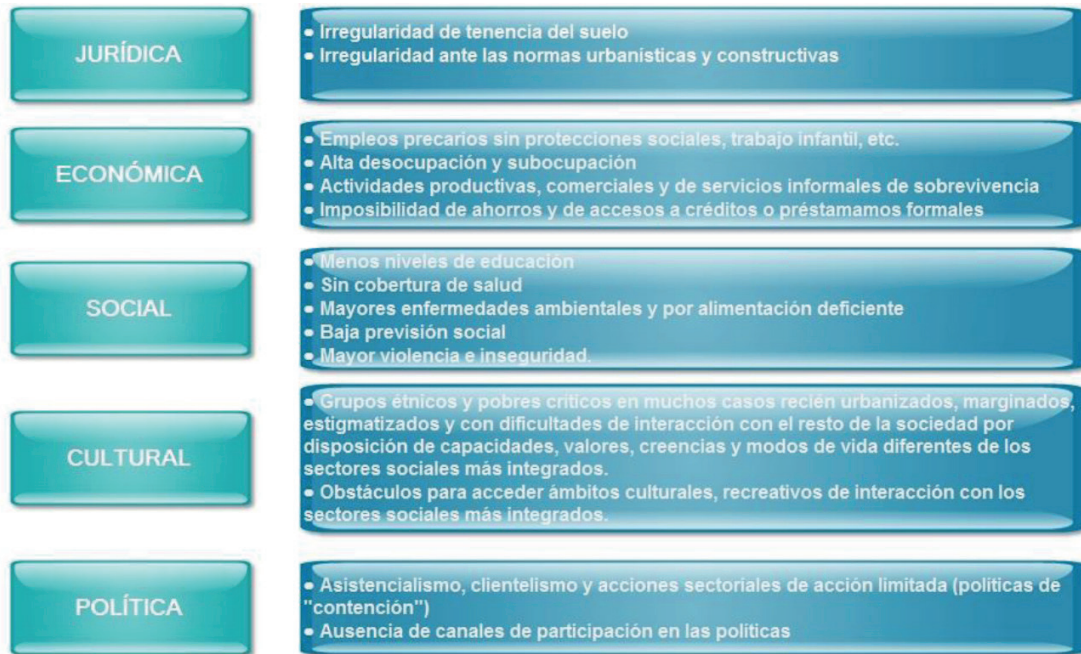 JURÍDICA
• Irregularidad de tenencia del suelo
• Irregularidad ante las normas urbanísticas y constructivas
ECONÓMICA
• Empleos precarios sin protecciones sociales, trabajo infantil, etc.
• Alta desocupación y subocupación
• Actividades productivas, comerciales y de servicios informales de sobrevivencia
• Imposibilidad de ahorros y de accesos a créditos o préstamamos formales
SOCIAL
• Menos niveles de educación
• Sin cobertura de salud
• Mayores enfermedades ambientales y por alimentación deficiente
• Baja previsión social
• Mayor violencia e inseguridad.
CULTURAL
• Grupos étnicos y pobres críticos en muchos casos recién urbanizados, marginados,
estigmatizados y con dificultades de interacción con el resto de la sociedad por
disposición de capacidades, valores, creencias y modos de vida diferentes de los
sectores sociales más integrados.
• Obstáculos para acceder ámbitos culturales, recreativos de interacción con los
sectores sociales más integrados.
POLÍTICA
• Asistencialismo, clientelismo y acciones sectoriales de acción limitada (políticas de
"contención")
• Ausencia de canales de participación en las políticas